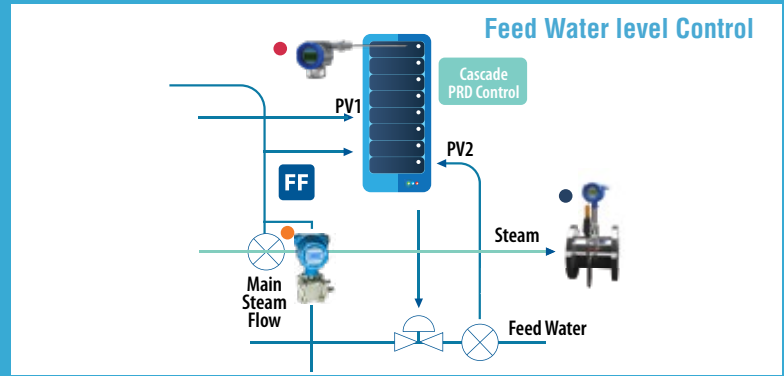 Feed Water level Control
Cascade
PRD Control
PV1
PV2
FF
Steam
Main
Steam
Flow
Feed Water